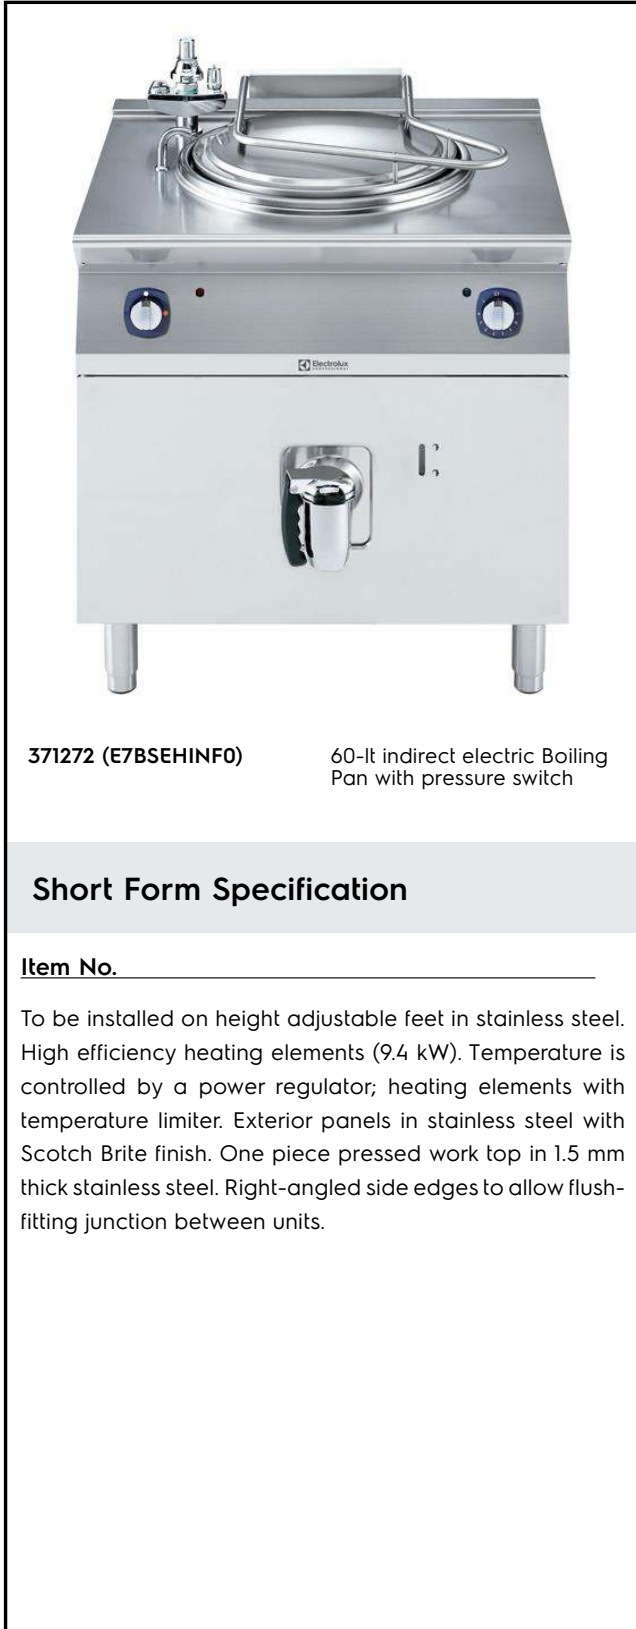 Electrolux
PROFESSIONAL
371272 (E7BSEHINF0)
60-lt indirect electric Boiling
Pan with pressure switch
Short Form Specification
Item No.
To be installed on height adjustable feet in stainless steel.
High efficiency heating elements (9.4 kW). Temperature is
controlled by a power regulator; heating elements with
temperature limiter. Exterior panels in stainless steel with
Scotch Brite finish. One piece pressed work top in 1.5 mm
thick stainless steel. Right-angled side edges to allow flush-
fitting junction between units.